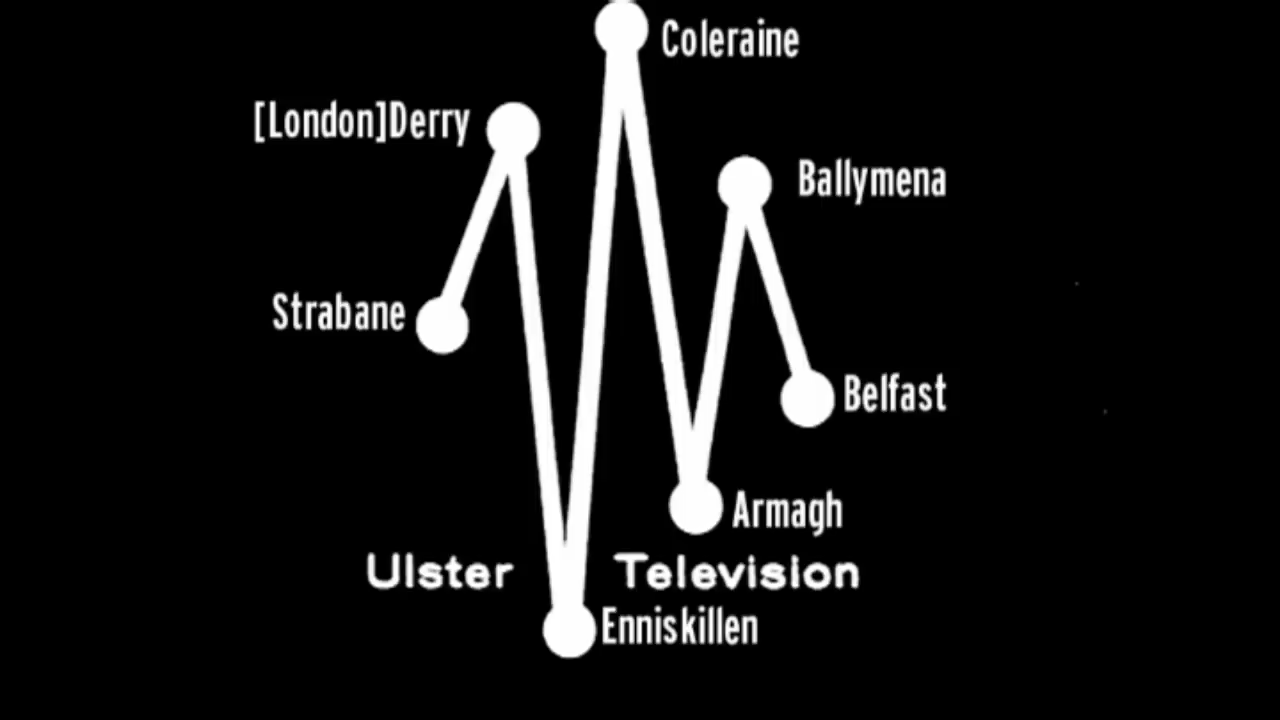 Coleraine
[London]Derry
Ballymena
Strabane
Belfast
Armagh
Ulster Television
Enniskillen